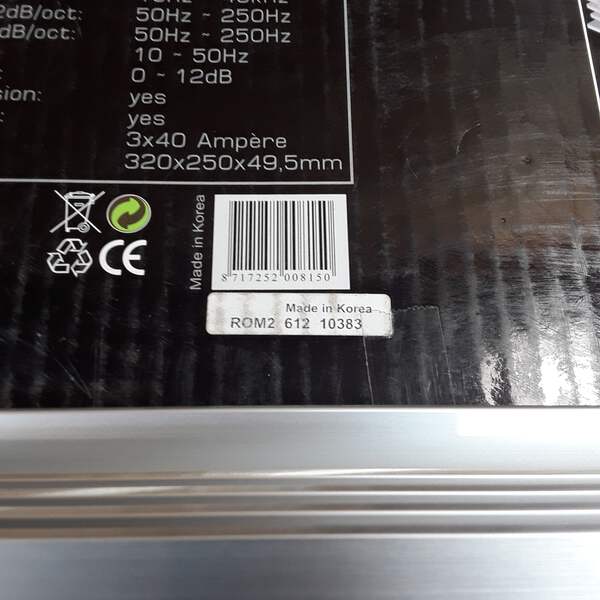 2dB/oct: 50Hz ~ 250Hz
dB/oct: 50Hz ~ 250Hz
10 ~ 50Hz
0 ~ 12dB
sion: yes
: yes
3x40 Ampère
320x250x49,5mm
CE
Made in Korea
8 717252 008150
Made in Korea
ROM2 612 10383